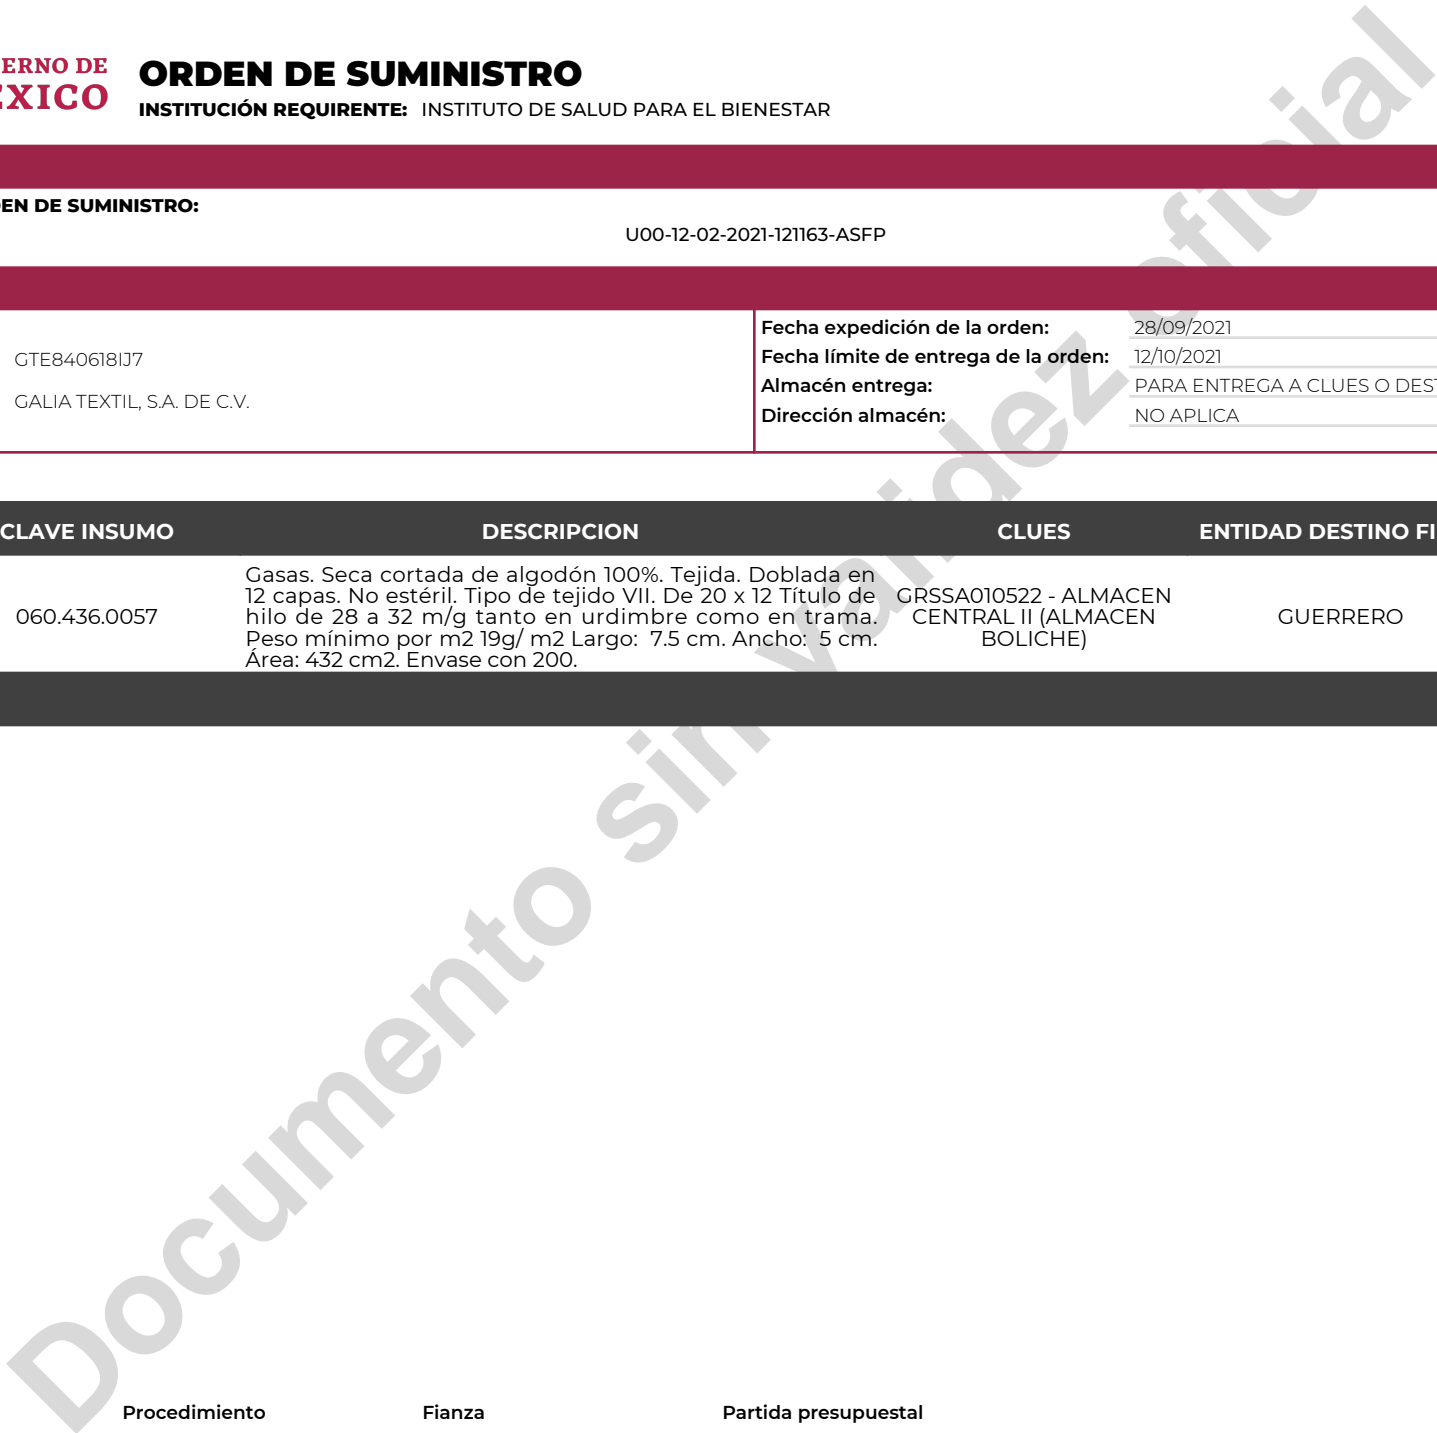 ERNO DE
EXICO
ORDEN DE SUMINISTRO
INSTITUCIÓN REQUIRENTE: INSTITUTO DE SALUD PARA EL BIENESTAR
EN DE SUMINISTRO:
U00-12-02-2021-121163-ASFP
GTE840618IJ7
GALIA TEXTIL, S.A. DE C.V.
Fecha expedición de la orden: 28/09/2021
Fecha límite de entrega de la orden: 12/10/2021
Almacén entrega: PARA ENTREGA A CLUES O DEST
Dirección almacén: NO APLICA
CLAVE INSUMO DESCRIPCION CLUES ENTIDAD DESTINO FI
060.436.0057
Gasas. Seca cortada de algodón 100%. Tejida. Doblada en
12 capas. No estéril. Tipo de tejido VII. De 20 x 12 Título de
hilo de 28 a 32 m/g tanto en urdimbre como en trama.
Peso mínimo por m2 19g/ m2 Largo: 7.5 cm. Ancho: 5 cm.
Área: 432 cm2. Envase con 200.
GRSSA010522 - ALMACEN
CENTRAL II (ALMACEN
BOLICHE)
GUERRERO
Documento sin validez oficial
Procedimiento Fianza Partida presupuestal